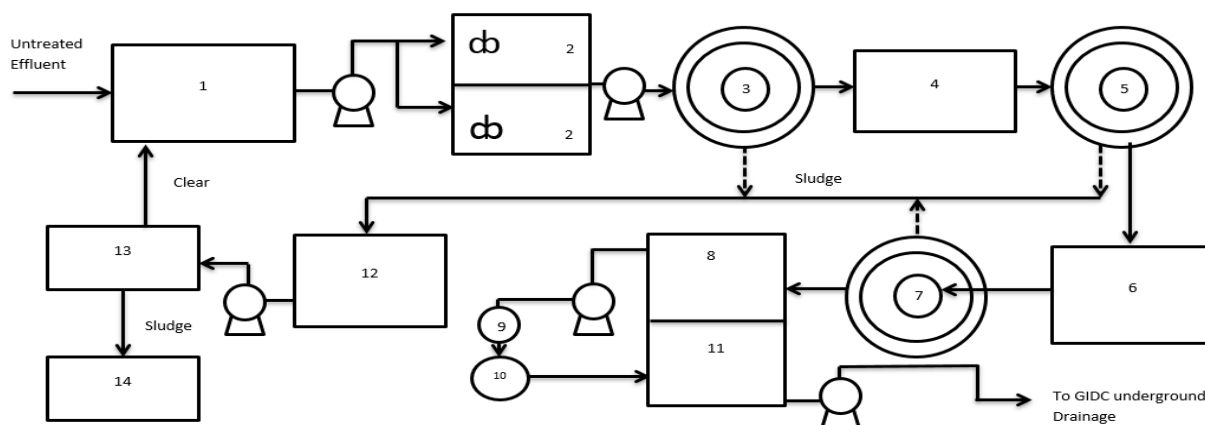 Untreated
Effluent
1
2
2
3
4
5
Clear
Sludge
13
12
8
7
6
Sludge
9
11
10
14
To GIDC underground
Drainage